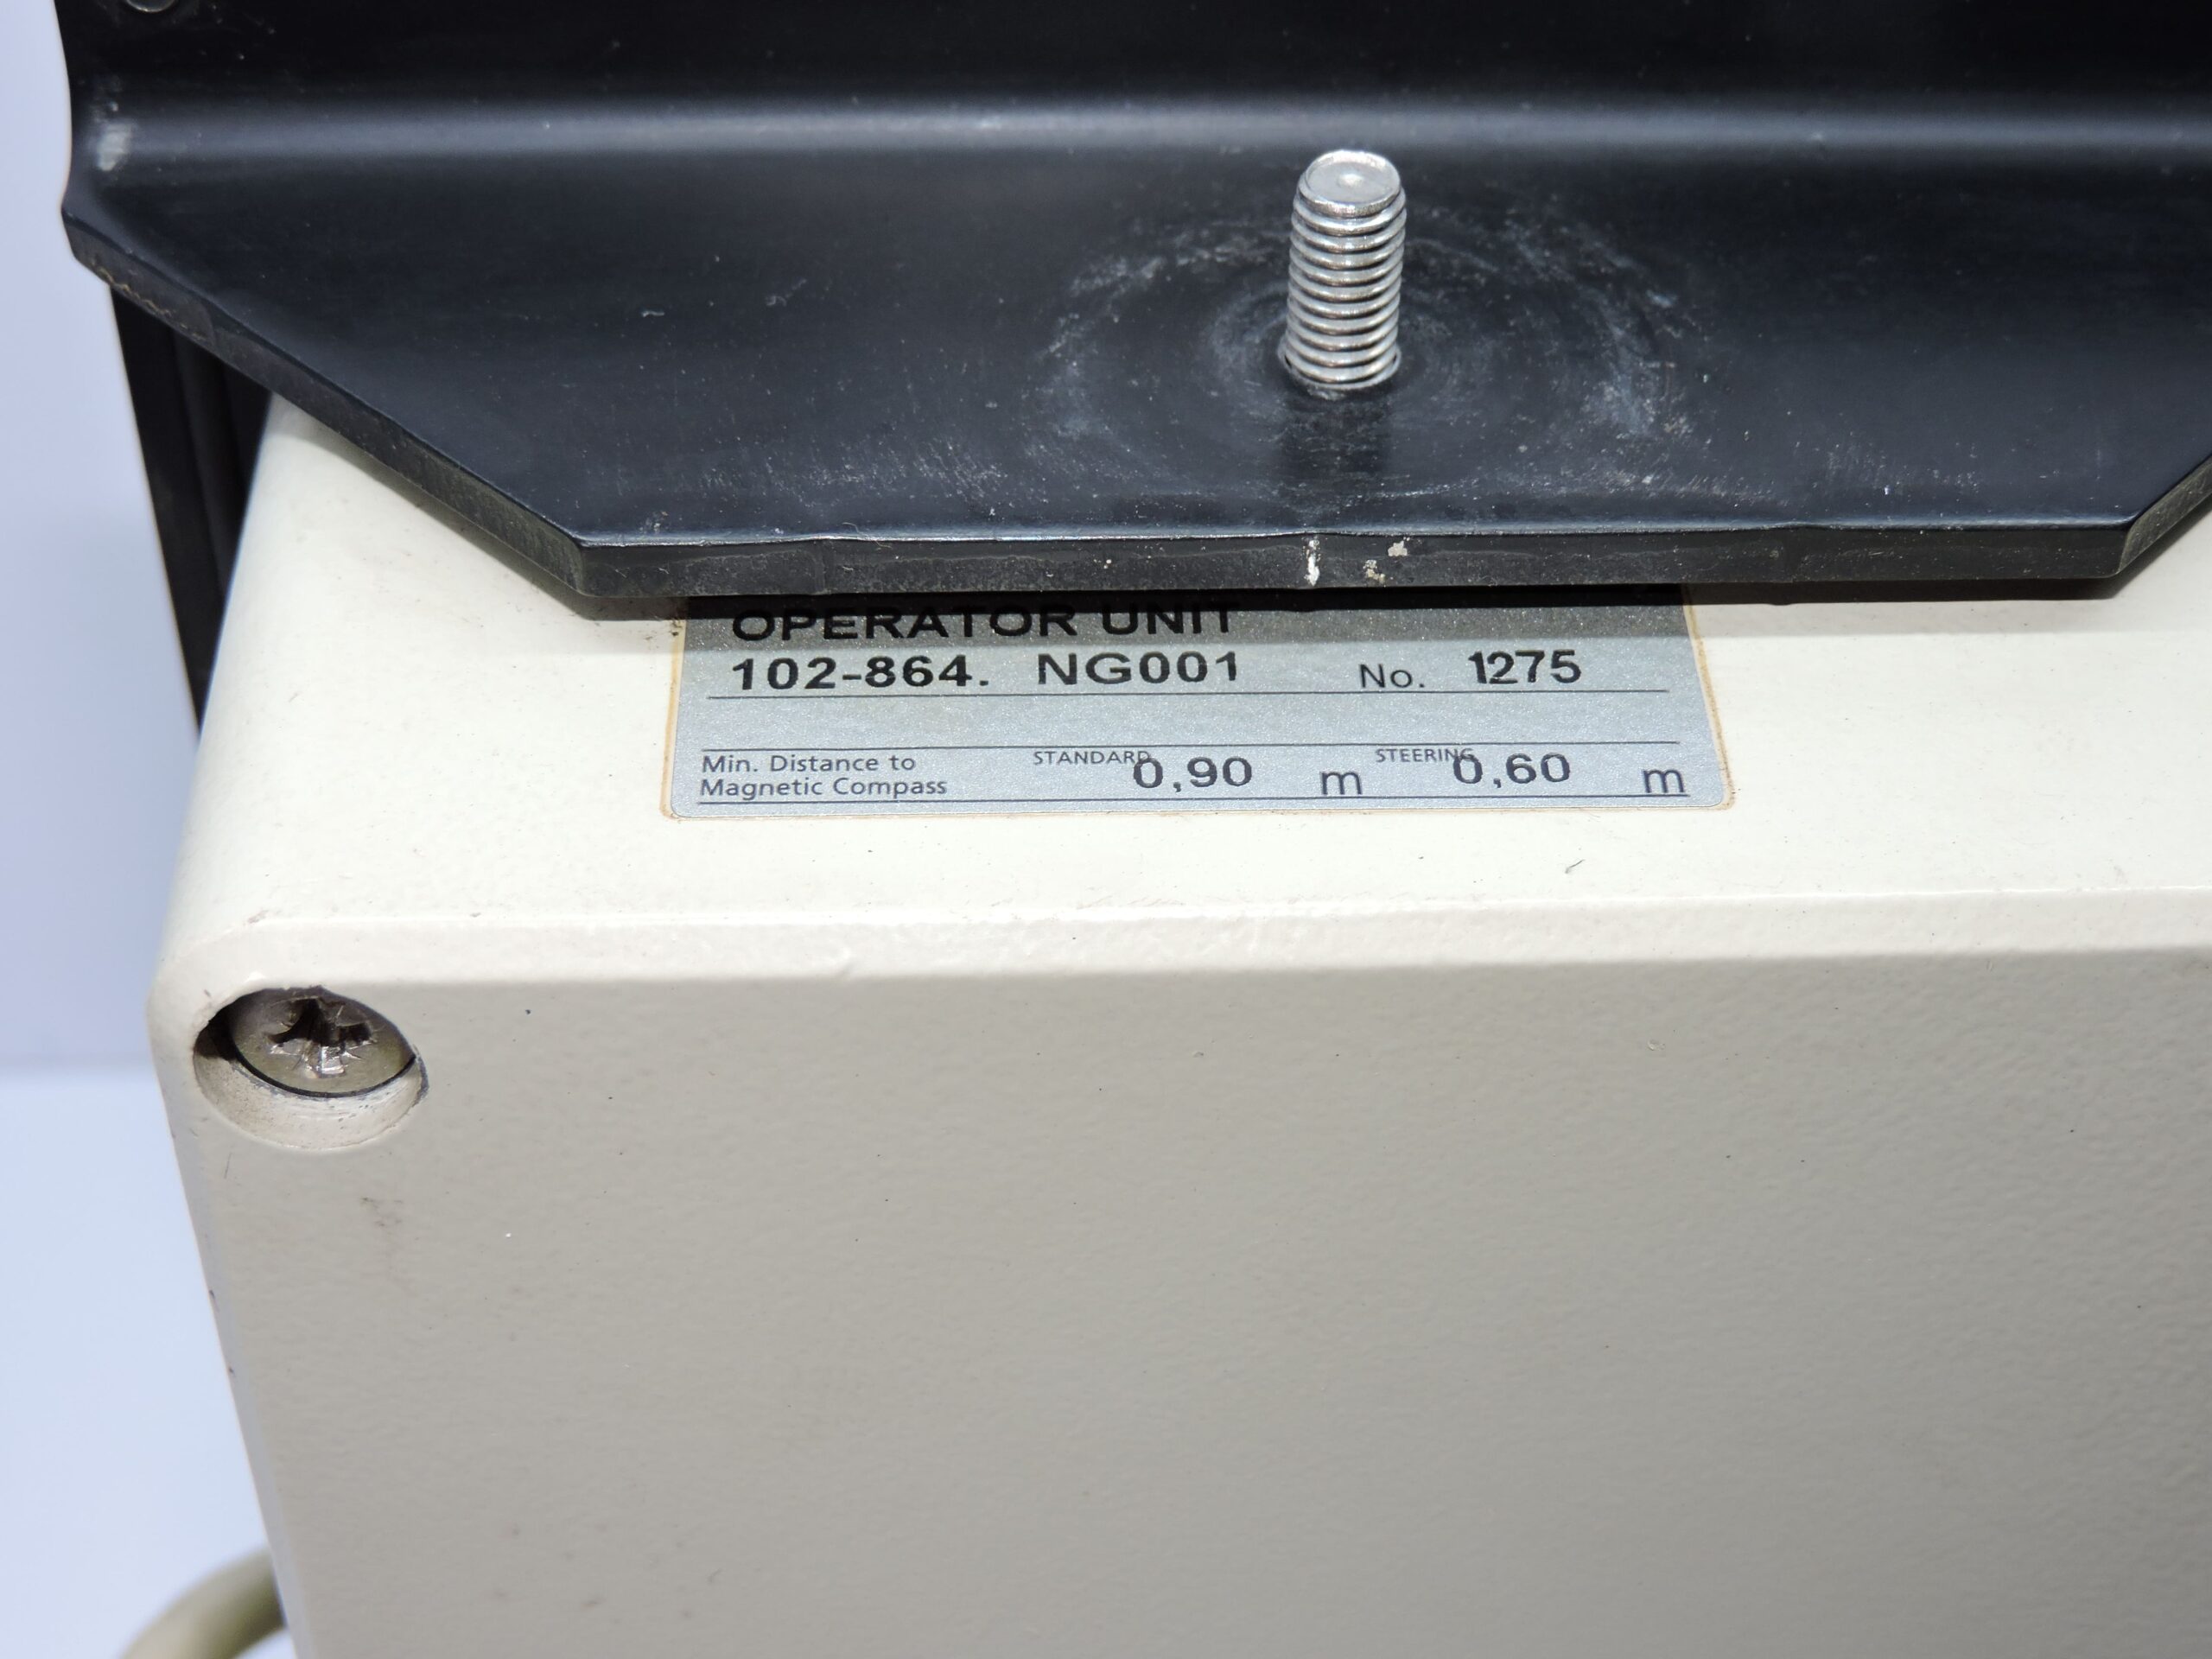 OPERATOR UNIT
102-864. NG001 No. 1275
Min. Distance to Magnetic Compass STANDARD 0,90 m STEERING 0,60 m